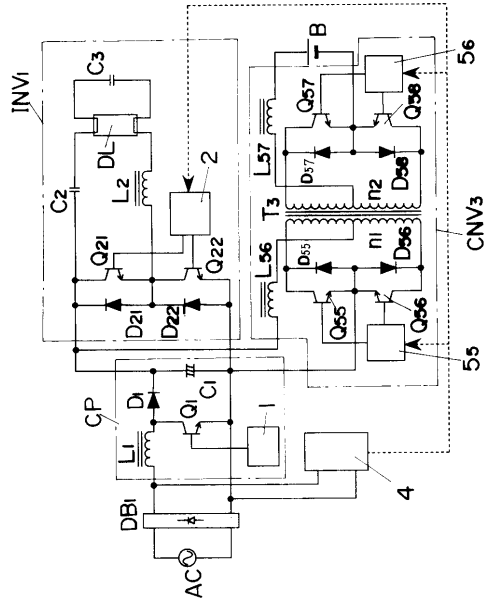 INV1
C3
DL
C2
L2
2
Q21
Q22
D21
D22
CP
D1
C1
L1
Q1
1
DB1
AC
4
B
L57
Q57
56
D57
Q58
D58
T3
n2
n1
L56
D55
D56
Q55
Q56
55
CNV3